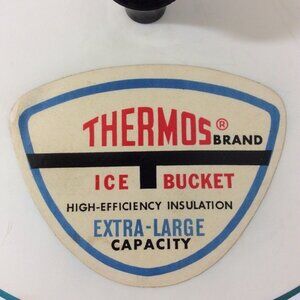 THERMOS® BRAND
ICE BUCKET
HIGH-EFFICIENCY INSULATION
EXTRA-LARGE
CAPACITY